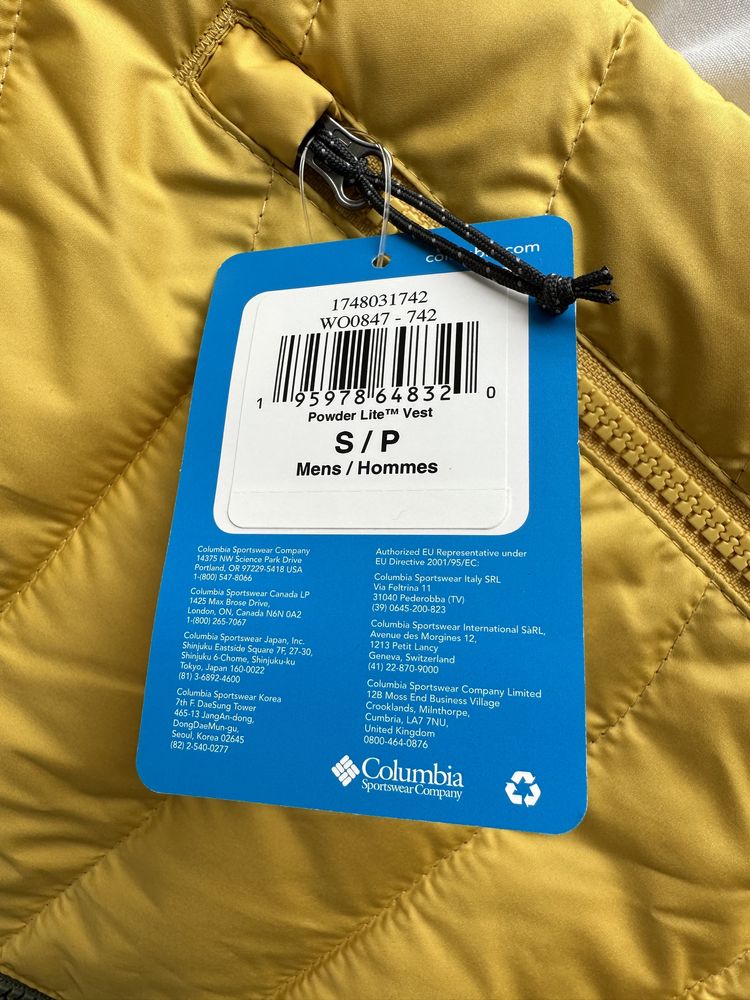 columbia.com
1748031742
WO0847 - 742
1 95978 64832 0
Powder Lite™ Vest
S / P
Mens / Hommes
Columbia Sportswear Company
14375 NW Science Park Drive
Portland, OR 97229-5418 USA
1-(800) 547-8066
Columbia Sportswear Canada LP
1425 Max Brose Drive,
London, ON, Canada N6N 0A2
1-(800) 265-7067
Columbia Sportswear Japan, Inc.
Shinjuku Eastside Square 7F, 27-30,
Shinjuku 6-Chome, Shinjuku-ku
Tokyo, Japan 160-0022
(81) 3-6892-4600
Columbia Sportswear Korea
7th F. DaeSung Tower
465-13 JangAn-dong,
DongDaeMun-gu,
Seoul, Korea 02645
(82) 2-540-0277
Authorized EU Representative under
EU Directive 2001/95/EC:
Columbia Sportswear Italy SRL
Via Feltrina 11
31040 Pederobba (TV)
(39) 0645-200-823
Columbia Sportswear International SàRL,
Avenue des Morgines 12,
1213 Petit Lancy
Geneva, Switzerland
(41) 22-870-9000
Columbia Sportswear Company Limited
12B Moss End Business Village
Crooklands, Milnthorpe,
Cumbria, LA7 7NU,
United Kingdom
0800-464-0876
Columbia
Sportswear Company